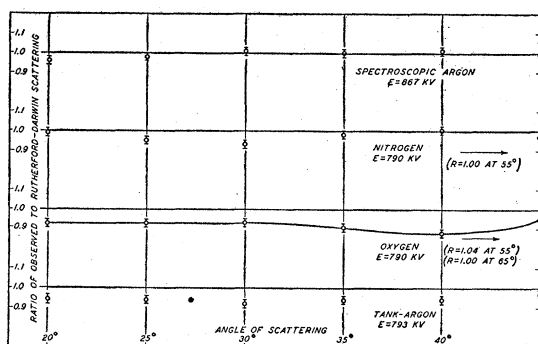 RATIO OF OBSERVED TO RUTHERFORD-DARWIN SCATTERING
1.1
1.0
0.9
SPECTROSCOPIC ARGON
E=867 KV
1.1
1.0
0.9
NITROGEN
E=790 KV
(R=1.00 AT 55°)
1.1
1.0
0.9
OXYGEN
E=790 KV
(R=1.04 AT 55°)
(R=1.00 AT 65°)
1.1
1.0
0.9
TANK-ARGON
E=793 KV
20° 25° 30° 35° 40°
ANGLE OF SCATTERING